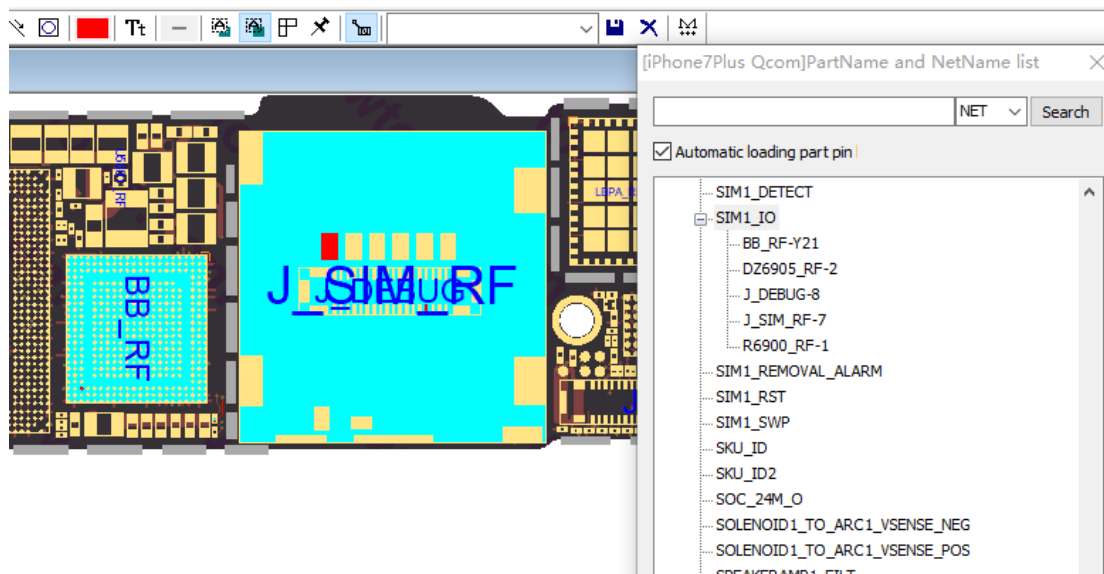 Tt
[iPhone7Plus Qcom]PartName and NetName list
NET
Search
Automatic loading part pin
SIM1_DETECT
SIM1_IO
BB_RF-Y21
DZ6905_RF-2
J_DEBUG-8
J_SIM_RF-7
R6900_RF-1
SIM1_REMOVAL_ALARM
SIM1_RST
SIM1_SWP
SKU_ID
SKU_ID2
SOC_24M_O
SOLENOID1_TO_ARC1_VSENSE_NEG
SOLENOID1_TO_ARC1_VSENSE_POS
J_SIM_RF
J_DEBUG
BB_RF